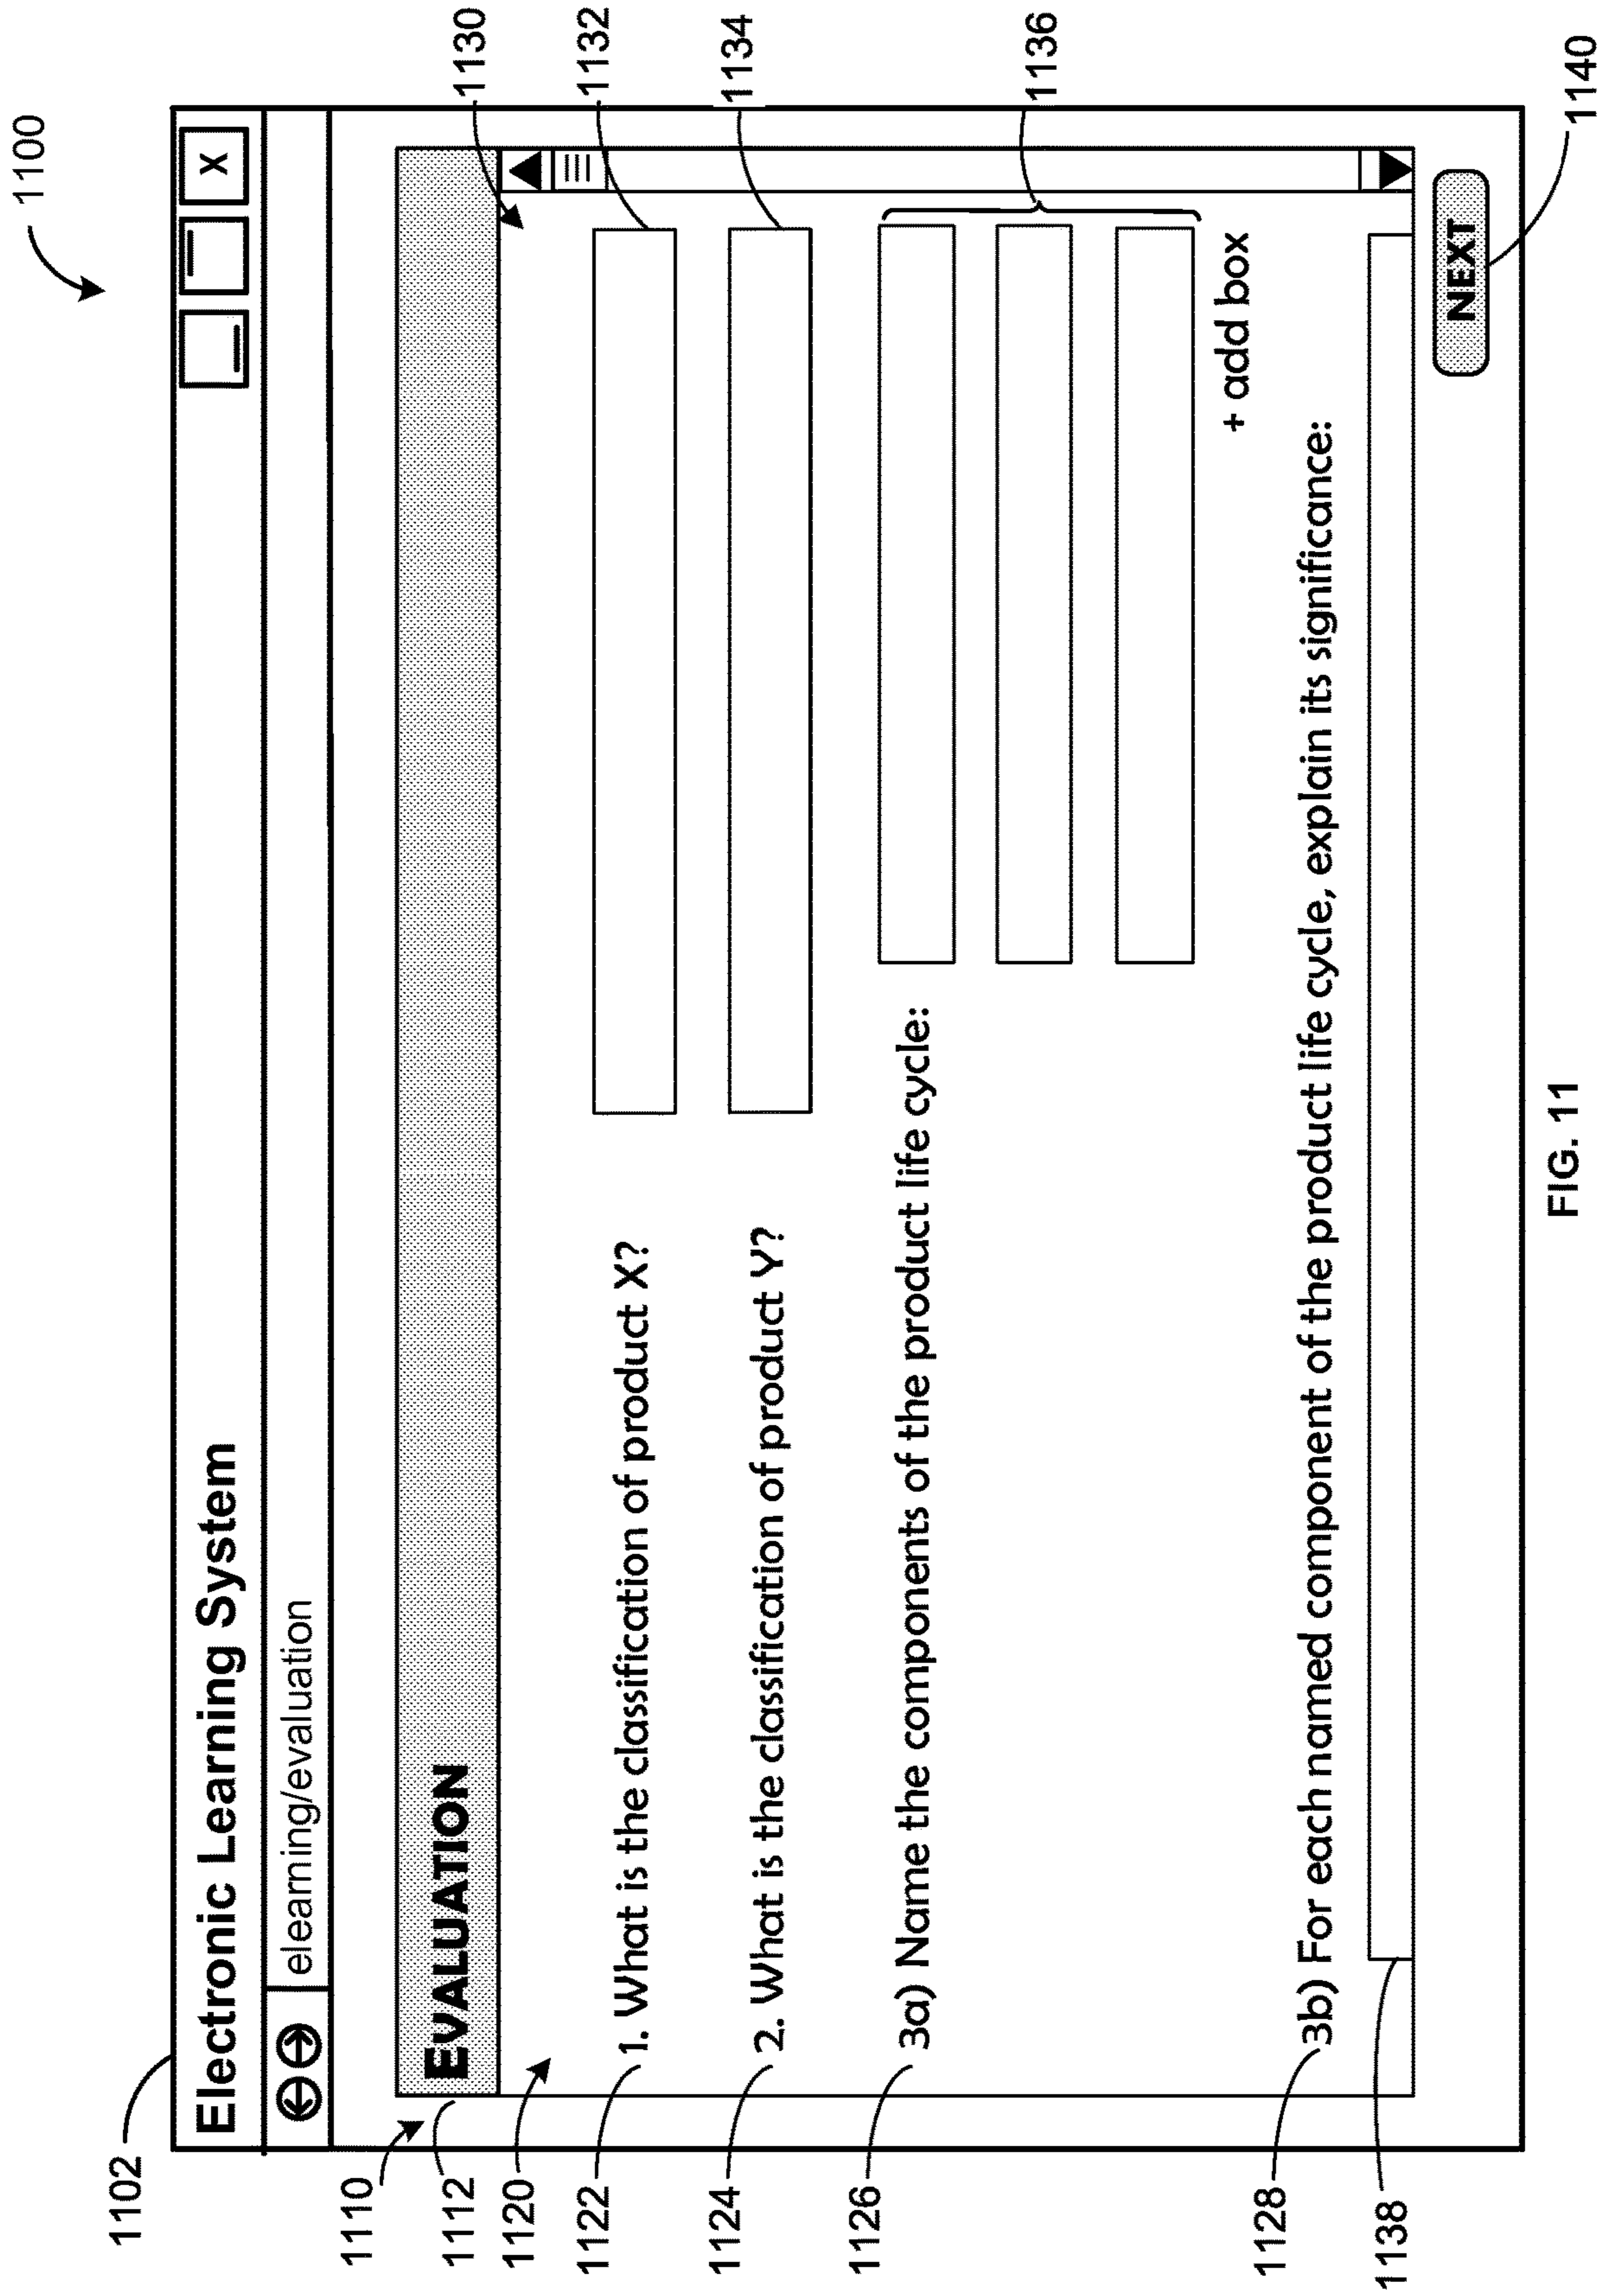 1100
1102
Electronic Learning System
X
elearning/evaluation
1110
1112
EVALUATION
1120
1130
1122
1. What is the classification of product X?
1132
1124
2. What is the classification of product Y?
1134
1126
3a) Name the components of the product life cycle:
1136
+ add box
1128
3b) For each named component of the product life cycle, explain its significance:
1138
NEXT
1140
FIG. 11